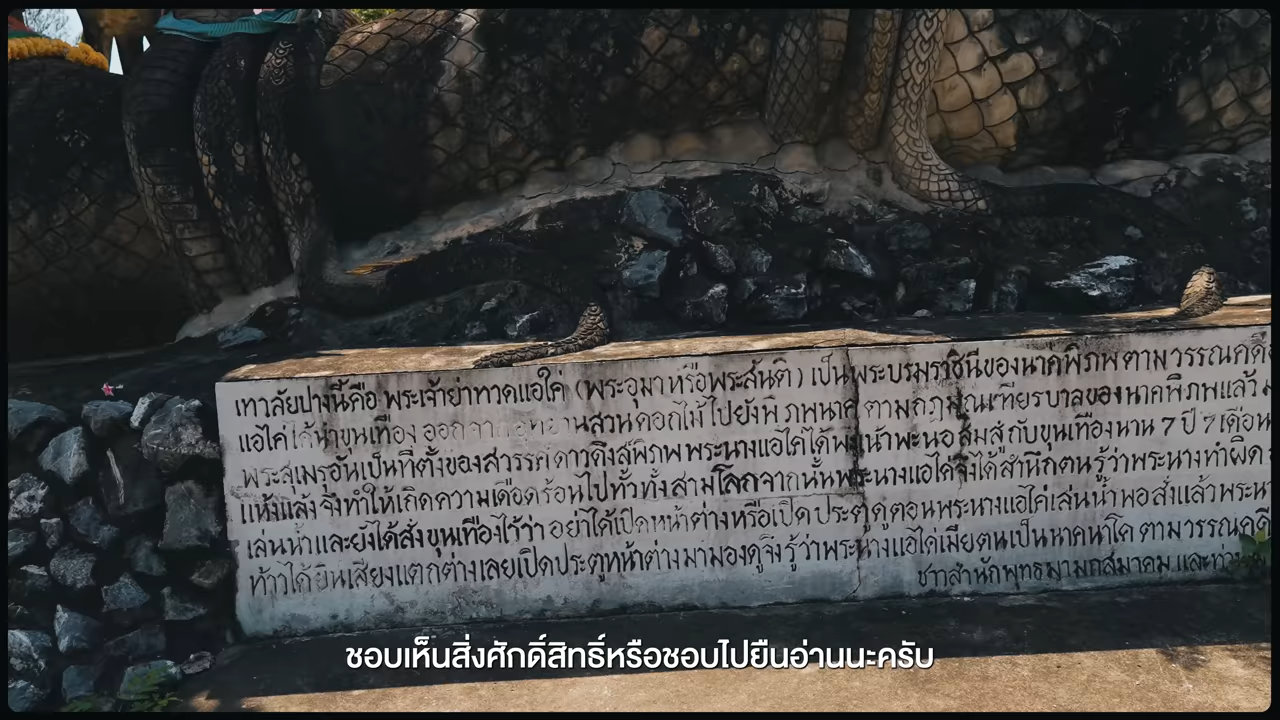 เทวลัยปางนี้คือ พระเจ้าย่าทวดแอไค่ (พระอุมาหรือพระสันติ) เป็นพระบรมราชินีของนาคพิภพตามวรรณคดี
แอไค่ได้นำขุนเทือง ออกจาก สวนดอกไม้ไปยังพิภพนาค ตามกฎมณเฑียรบาลของนาคพิภพแล้ว
พระสุเมรุอันเป็นที่ตั้งของสวรรค์ดาวดึงส์พิภพ พระนางแอไค่ได้พะเน้าพะนอ สมสู่กับขุนเทืองนาน 7 ปี 7 เดือน
แห้งแล้ง จึงทำให้เกิดความเดือดร้อนไปทั่วทั้งสามโลกจากนั้นพระนางแอไค่ จึงได้สำนึกตนรู้ว่าพระนางทำผิด
เล่นน้ำและยังได้สั่งขุนเทืองไว้ว่า อย่าได้เปิดหน้าต่างหรือเปิดประตูดูตอนพระนางแอไค่เล่นน้ำพอสั่งแล้วพระนา
ท้าวได้ยินเสียงแตกต่างเลยเปิดประตูหน้าต่างมามองดูจึงรู้ว่าพระนางแอไค่เมียตนเป็นนาคนาโค ตามวรรณคดี
ชาวสำนักพุทธมามกสมาคม และ
ชอบเห็นสิ่งศักดิ์สิทธิ์หรือชอบไปยืนอ่านนะครับ